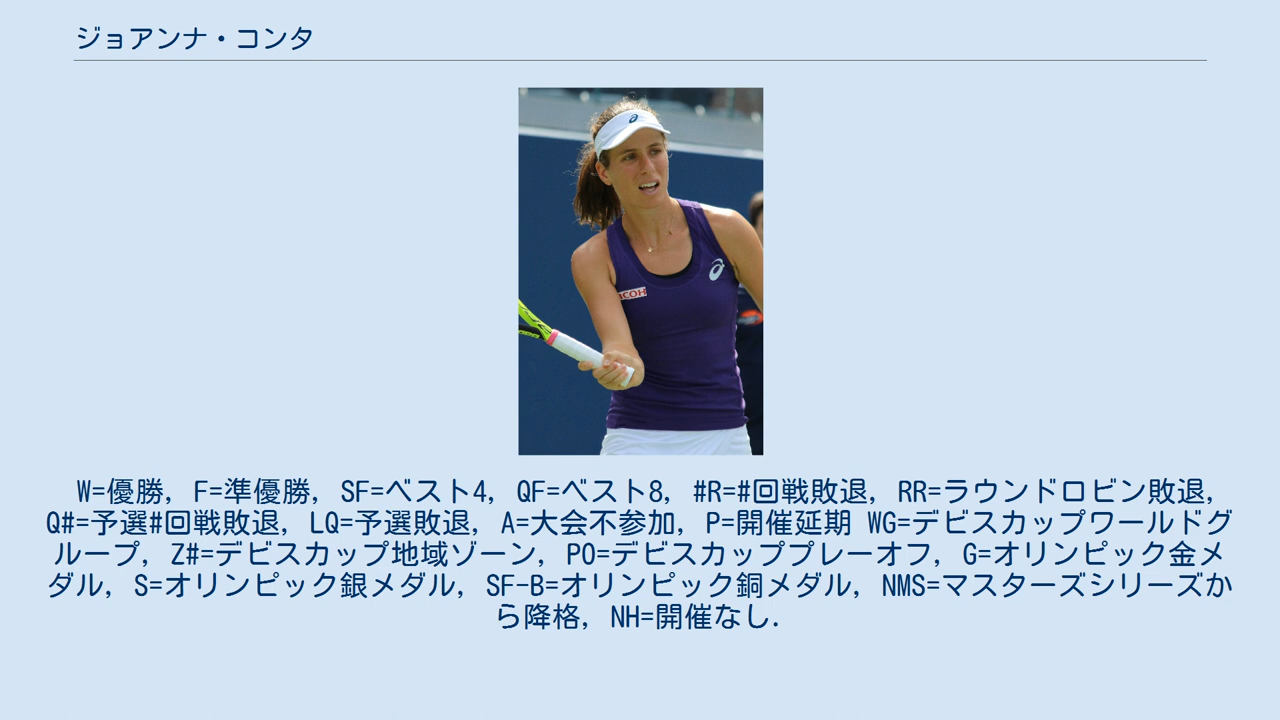 ジョアンナ・コンタ
RICOH
W=優勝, F=準優勝, SF=ベスト4, QF=ベスト8, #R=#回戦敗退, RR=ラウンドロビン敗退,
Q#=予選#回戦敗退, LQ=予選敗退, A=大会不参加, P=開催延期 WG=デビスカップワールドグ
ループ, Z#=デビスカップ地域ゾーン, PO=デビスカッププレーオフ, G=オリンピック金メ
ダル, S=オリンピック銀メダル, SF-B=オリンピック銅メダル, NMS=マスターズシリーズか
ら降格, NH=開催なし.